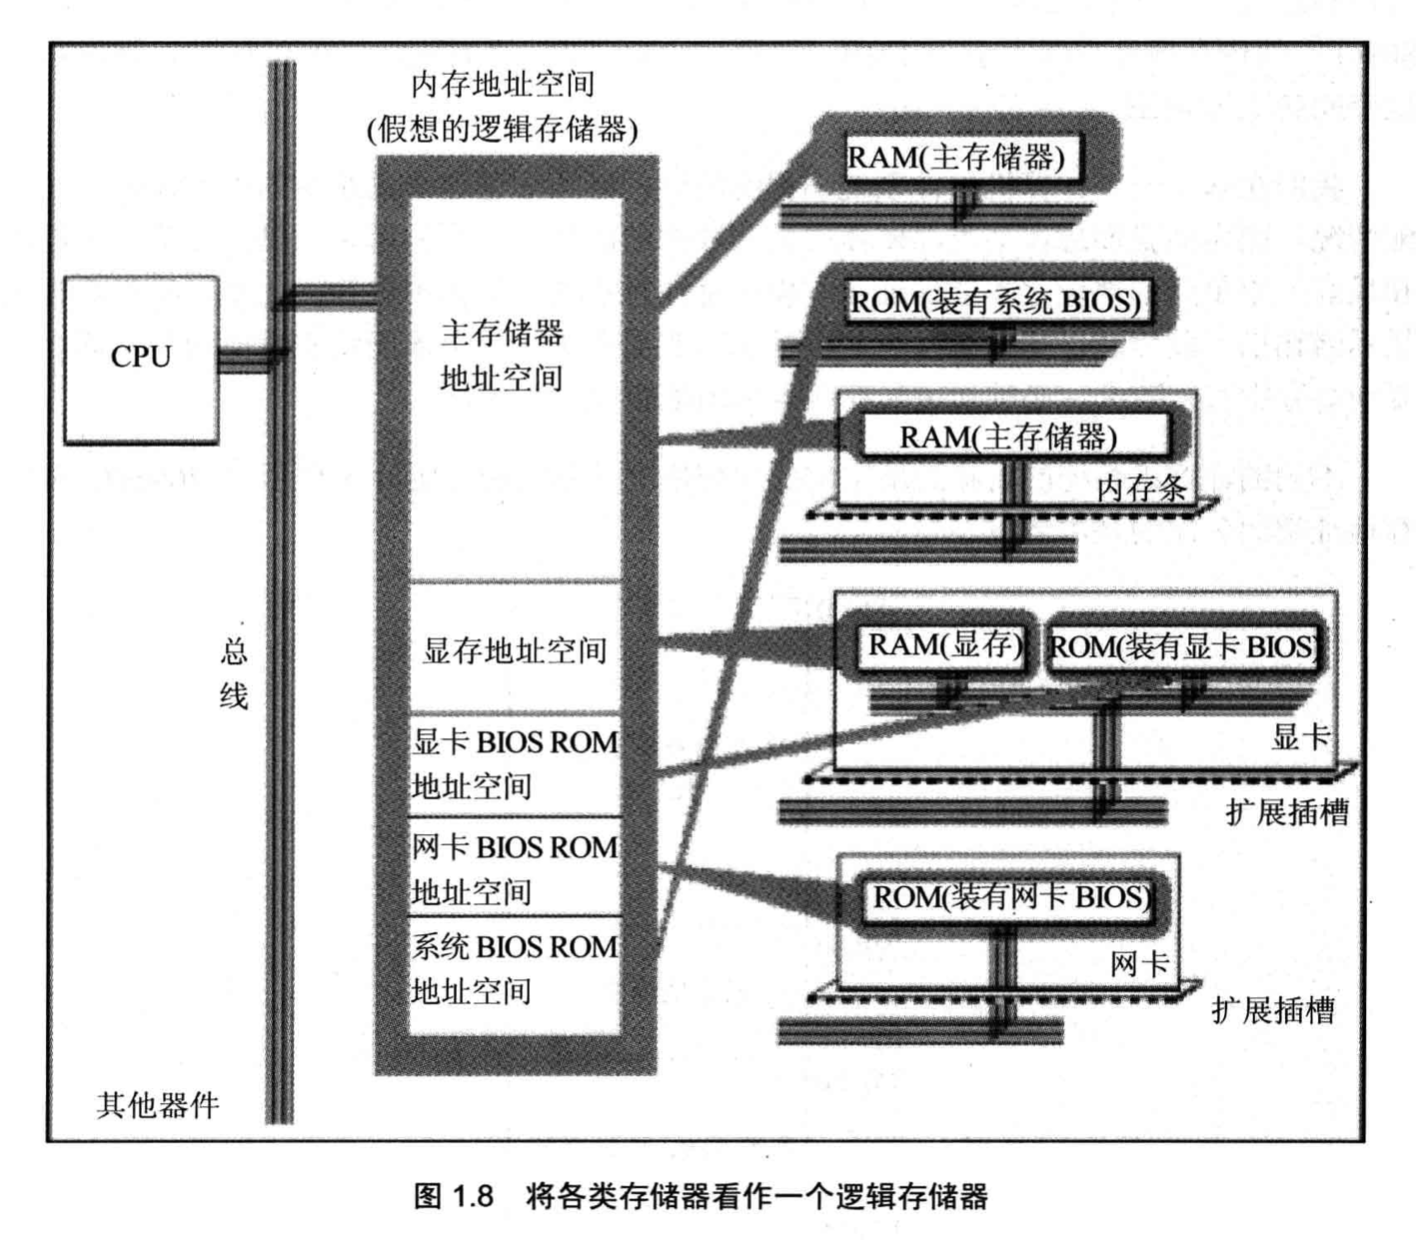 内存地址空间
(假想的逻辑存储器)
CPU
总
线
其他器件
主存储器
地址空间
显存地址空间
显卡 BIOS ROM
地址空间
网卡 BIOS ROM
地址空间
系统 BIOS ROM
地址空间
RAM(主存储器)
ROM(装有系统 BIOS)
RAM(主存储器)
内存条
RAM(显存)
ROM(装有显卡 BIOS)
显卡
扩展插槽
ROM(装有网卡 BIOS)
网卡
扩展插槽
图 1.8 将各类存储器看作一个逻辑存储器